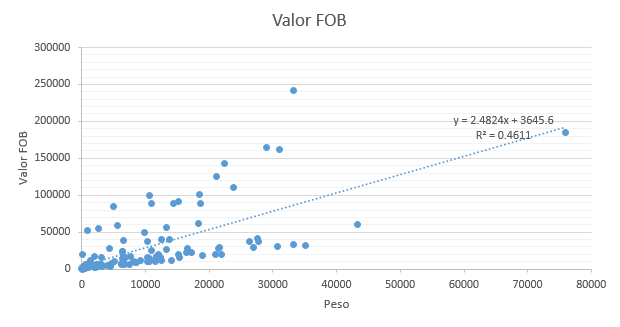 Valor FOB
300000
250000
200000
150000
100000
50000
0
Valor FOB
y = 2.4824x + 3645.6
R² = 0.4611
0 10000 20000 30000 40000 50000 60000 70000 80000
Peso